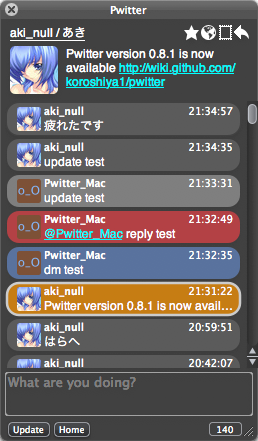 Pwitter
aki_null / あき
Pwitter version 0.8.1 is now
available http://wiki.github.com/
koroshiya1/pwitter
aki_null 21:34:57
疲れたです
aki_null 21:34:35
update test
Pwitter_Mac 21:33:31
o_O
update test
Pwitter_Mac 21:32:49
o_O
@Pwitter_Mac reply test
Pwitter_Mac 21:32:35
o_O
dm test
aki_null 21:31:22
Pwitter version 0.8.1 is now avail...
aki_null 20:59:51
はらへ
aki_null 20:42:07
What are you doing?
Update Home 140